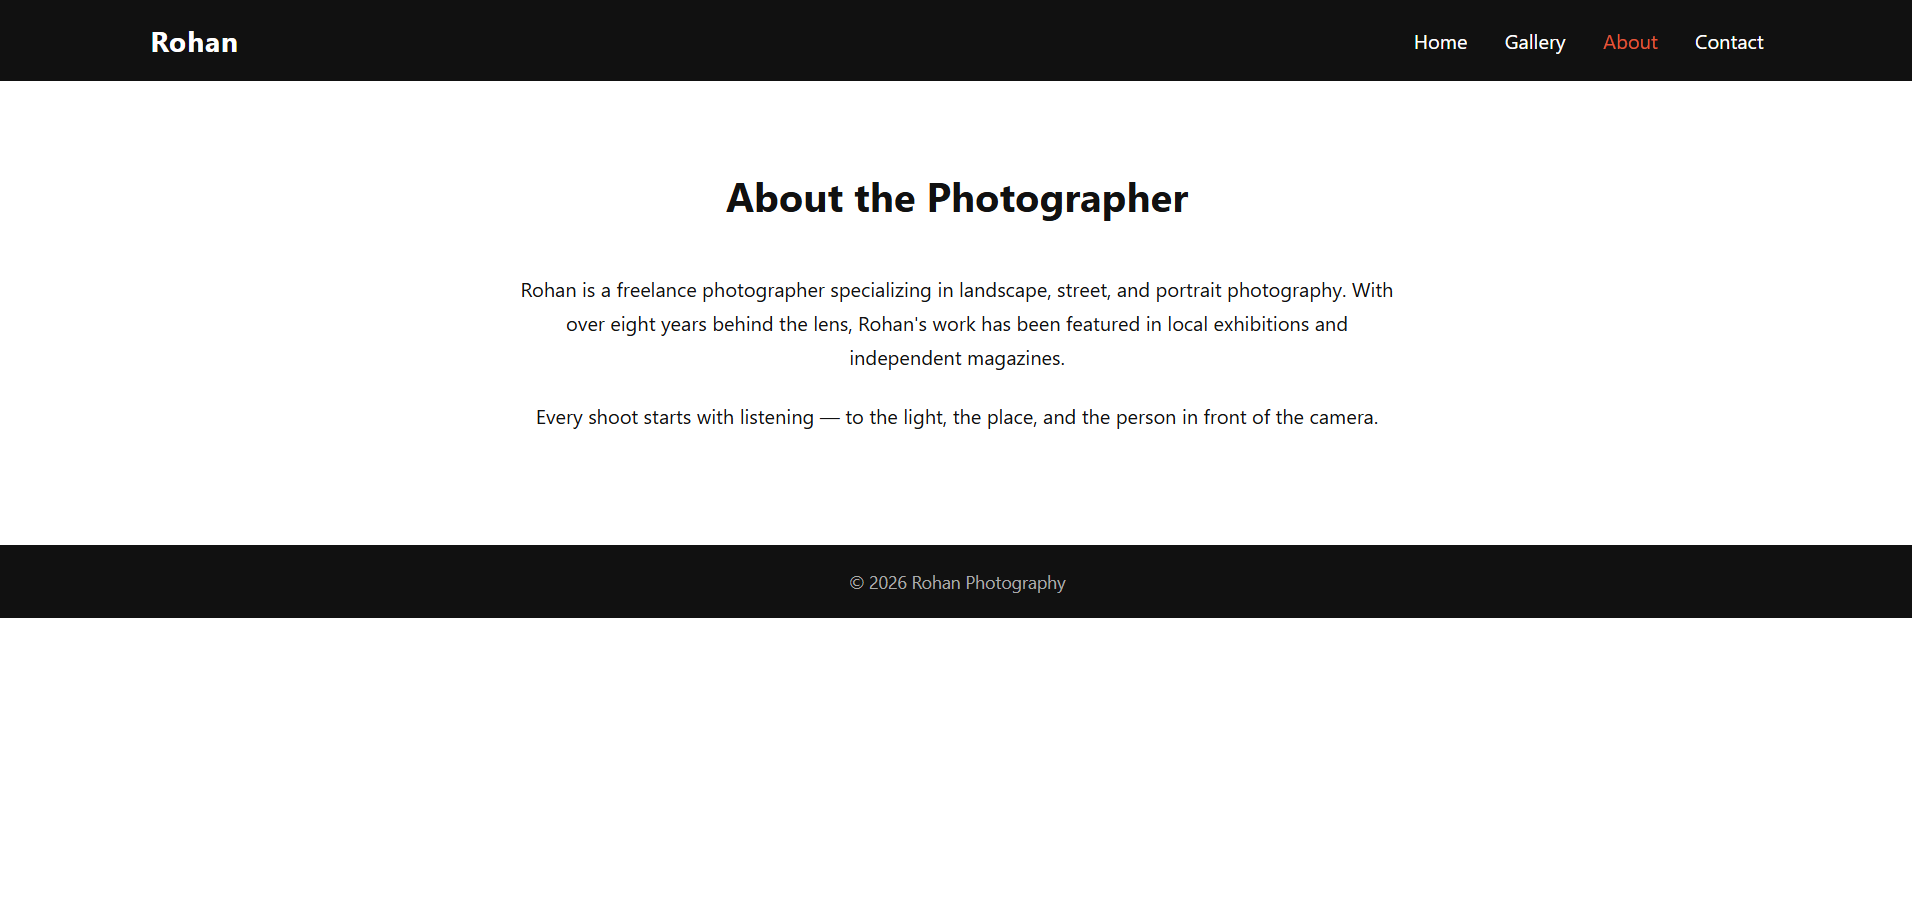 Rohan
Home Gallery About Contact
About the Photographer
Rohan is a freelance photographer specializing in landscape, street, and portrait photography. With
over eight years behind the lens, Rohan's work has been featured in local exhibitions and
independent magazines.
Every shoot starts with listening — to the light, the place, and the person in front of the camera.
© 2026 Rohan Photography